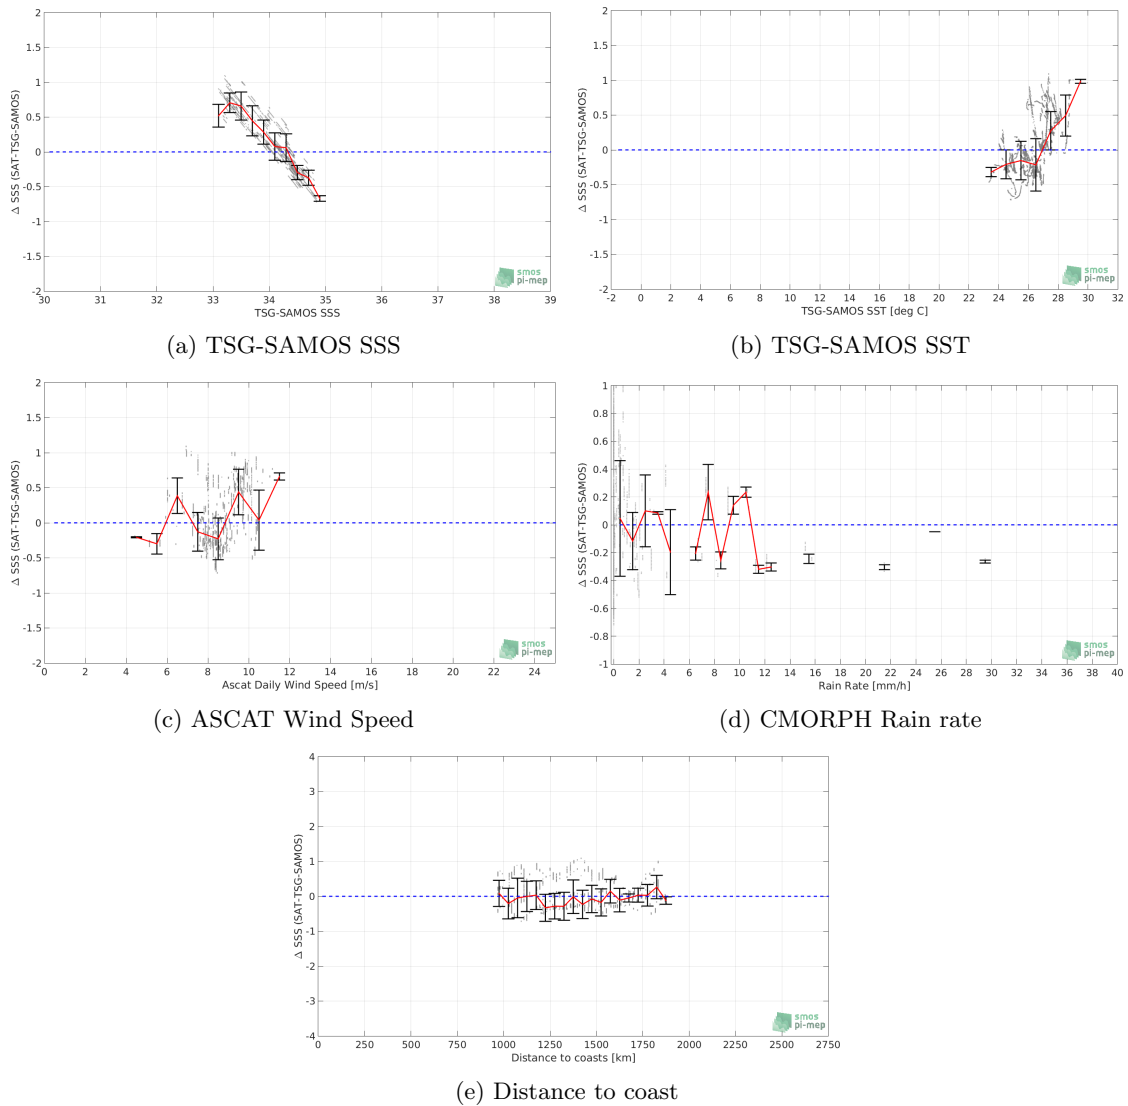 2
1.5
1
0.5
0
-0.5
-1
-1.5
-2
Δ SSS (SAT-TSG-SAMOS)
30 31 32 33 34 35 36 37 38 39
TSG-SAMOS SSS
smos
pi-mep
(a) TSG-SAMOS SSS
2
1.5
1
0.5
0
-0.5
-1
-1.5
-2
Δ SSS (SAT-TSG-SAMOS)
-2 0 2 4 6 8 10 12 14 16 18 20 22 24 26 28 30 32
TSG-SAMOS SST [deg C]
smos
pi-mep
(b) TSG-SAMOS SST
2
1.5
1
0.5
0
-0.5
-1
-1.5
-2
Δ SSS (SAT-TSG-SAMOS)
0 2 4 6 8 10 12 14 16 18 20 22 24
Ascat Daily Wind Speed [m/s]
smos
pi-mep
(c) ASCAT Wind Speed
1
0.8
0.6
0.4
0.2
0
-0.2
-0.4
-0.6
-0.8
-1
Δ SSS (SAT-TSG-SAMOS)
0 2 4 6 8 10 12 14 16 18 20 22 24 26 28 30 32 34 36 38 40
Rain Rate [mm/h]
smos
pi-mep
(d) CMORPH Rain rate
4
3
2
1
0
-1
-2
-3
-4
Δ SSS (SAT-TSG-SAMOS)
0 250 500 750 1000 1250 1500 1750 2000 2250 2500 2750
Distance to coasts [km]
smos
pi-mep
(e) Distance to coast